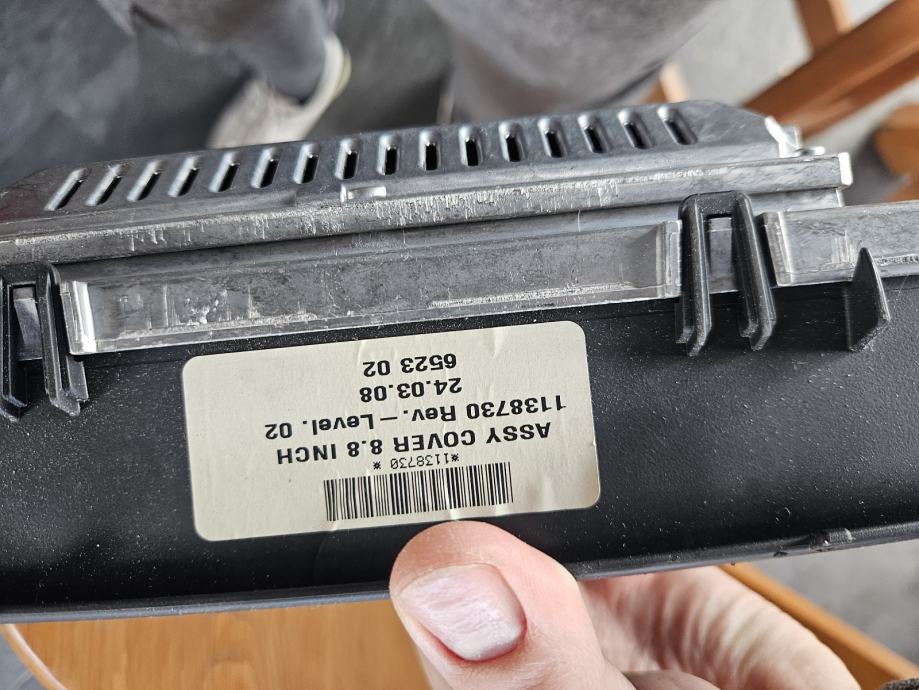 *1138730 *
ASSY COVER 8.8 INCH
1138730 Rev.— Level. 02
24.03.08
6523 02